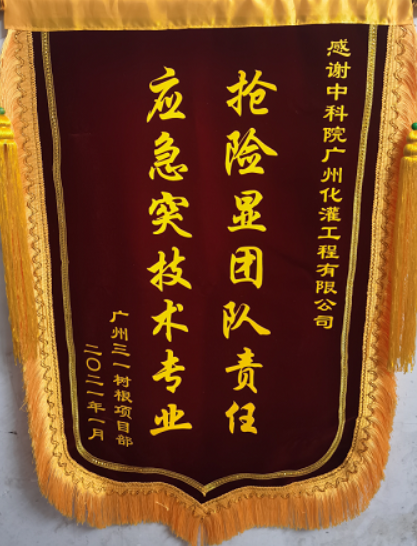 感谢中科院广州化灌工程有限公司
抢险显团队责任
应急突技术专业
广州三一树根项目部
二〇二一年一月